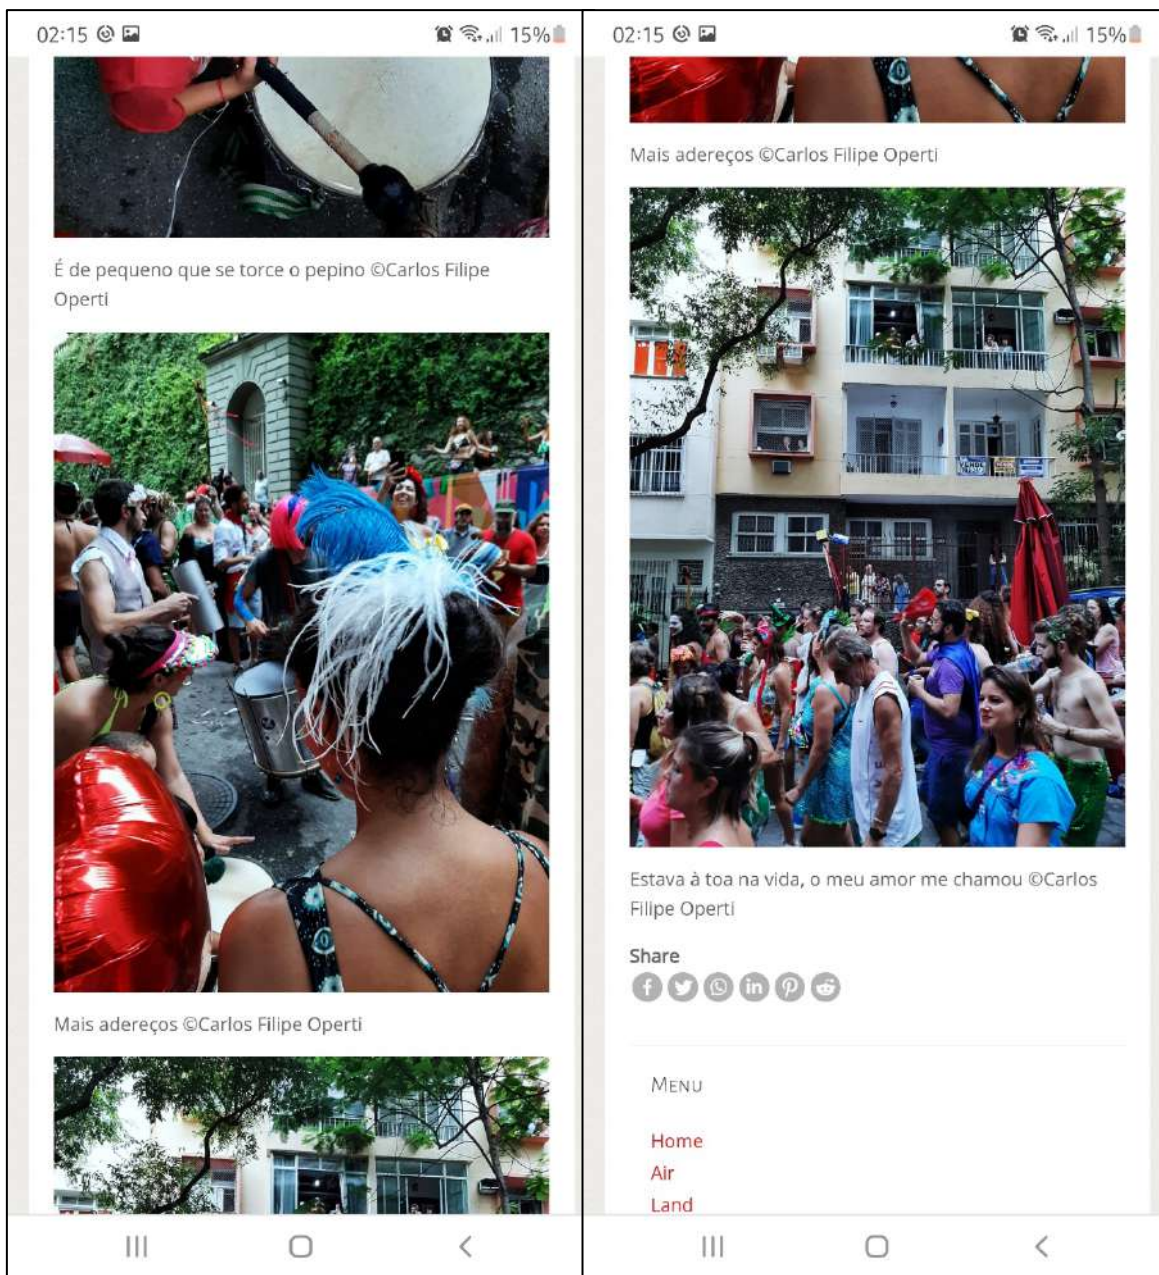 02:15
15%
É de pequeno que se torce o pepino ©Carlos Filipe
Operti
Mais adereços ©Carlos Filipe Operti
02:15
15%
Mais adereços ©Carlos Filipe Operti
VENDE
Estava à toa na vida, o meu amor me chamou ©Carlos
Filipe Operti
Share
MENU
Home
Air
Land